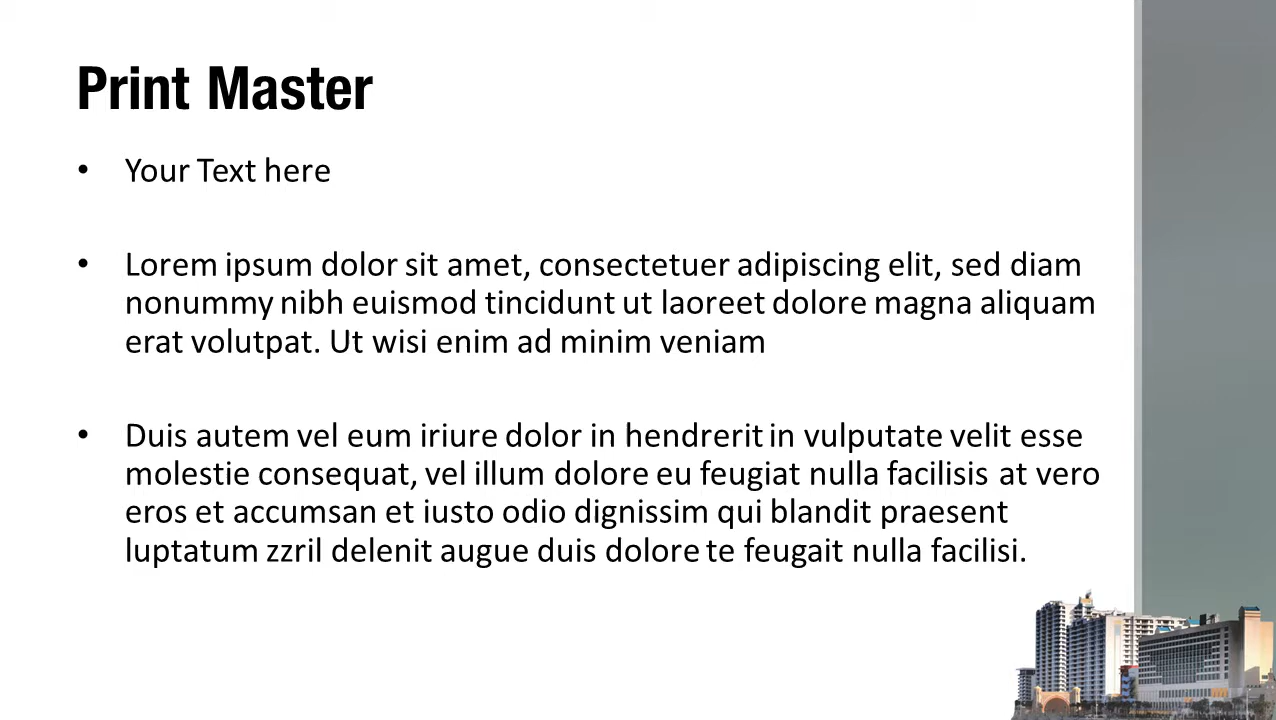 Print Master
• Your Text here
• Lorem ipsum dolor sit amet, consectetuer adipiscing elit, sed diam
nonummy nibh euismod tincidunt ut laoreet dolore magna aliquam
erat volutpat. Ut wisi enim ad minim veniam
• Duis autem vel eum iriure dolor in hendrerit in vulputate velit esse
molestie consequat, vel illum dolore eu feugiat nulla facilisis at vero
eros et accumsan et iusto odio dignissim qui blandit praesent
luptatum zzril delenit augue duis dolore te feugait nulla facilisi.